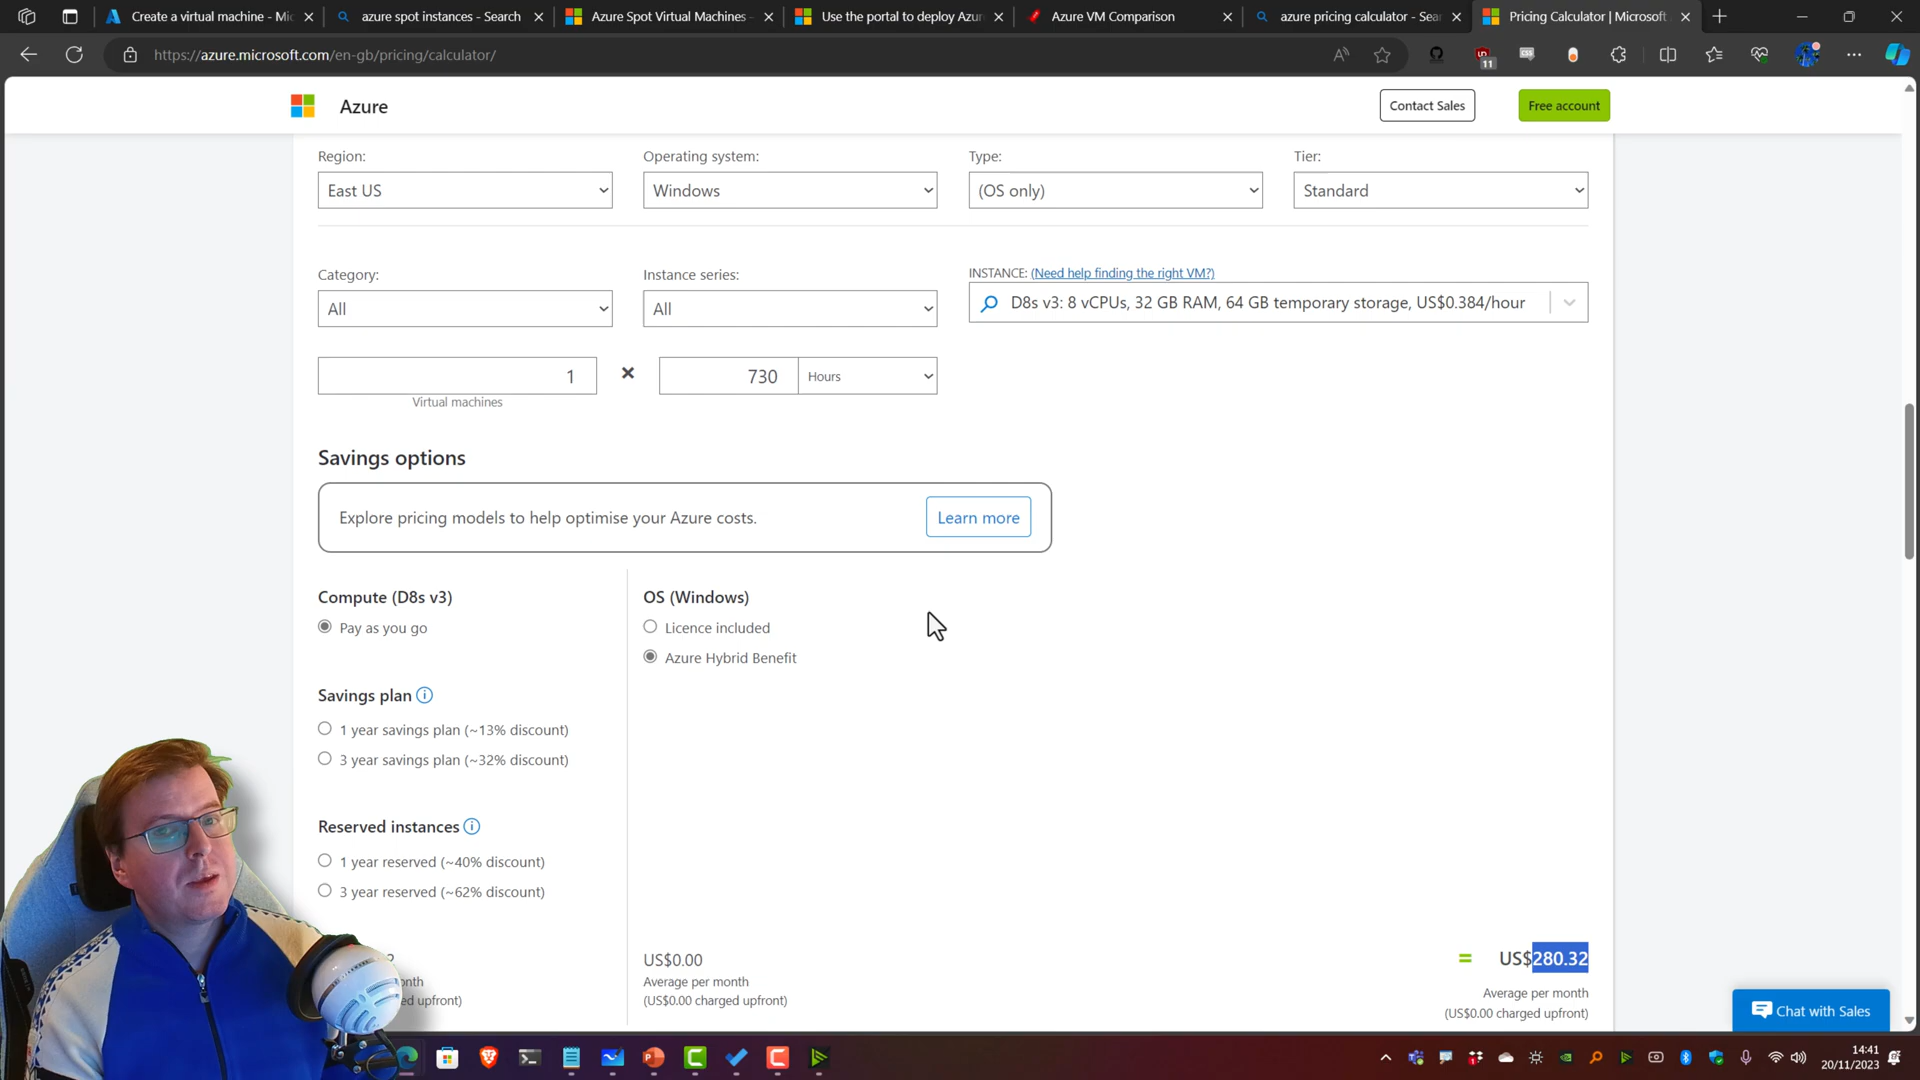 Create a virtual machine - Mic
azure spot instances - Search
Azure Spot Virtual Machines -
Use the portal to deploy Azur
Azure VM Comparison
azure pricing calculator - Sear
Pricing Calculator | Microsoft
https://azure.microsoft.com/en-gb/pricing/calculator/
11
Azure
Contact Sales
Free account
Region:
Operating system:
Type:
Tier:
East US
Windows
(OS only)
Standard
Category:
Instance series:
INSTANCE: (Need help finding the right VM?)
All
All
D8s v3: 8 vCPUs, 32 GB RAM, 64 GB temporary storage, US$0.384/hour
1
×
730
Hours
Virtual machines
Savings options
Explore pricing models to help optimise your Azure costs.
Learn more
Compute (D8s v3)
OS (Windows)
Pay as you go
Licence included
Azure Hybrid Benefit
Savings plan
1 year savings plan (~13% discount)
3 year savings plan (~32% discount)
Reserved instances
1 year reserved (~40% discount)
3 year reserved (~62% discount)
US$0.00
= US$280.32
Average per month
Average per month
(US$0.00 charged upfront)
(US$0.00 charged upfront)
Chat with Sales
14:41
20/11/2023